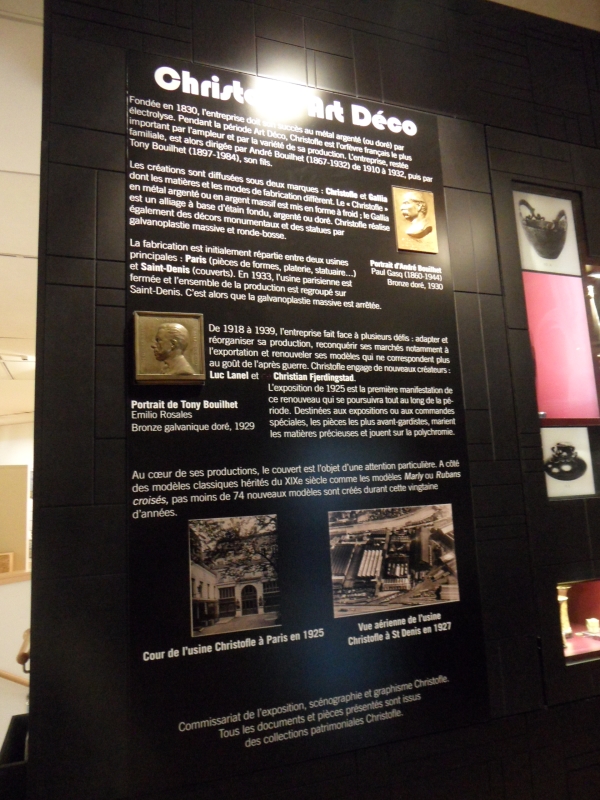 Christofle Art Déco
Fondée en 1830, l'entreprise doit son succès au métal argenté (ou doré) par
électrolyse. Pendant la période Art Déco, Christofle est l'orfèvre français le plus
important par l'ampleur et par la variété de sa production. L'entreprise, restée
familiale, est alors dirigée par André Bouilhet (1867-1932) de 1910 à 1932, puis par
Tony Bouilhet (1897-1984), son fils.
Les créations sont diffusées sous deux marques : Christofle et Gallia
dont les matières et les modes de fabrication diffèrent. Le « Christofle »
en métal argenté ou en argent massif est mis en forme à froid ; le Gallia
est un alliage à base d'étain fondu, argenté ou doré. Christofle réalise
également des décors monumentaux et des statues par
galvanoplastie massive et ronde-bosse.
La fabrication est initialement répartie entre deux usines
principales : Paris (pièces de formes, platerie, statuaire...)
et Saint-Denis (couverts). En 1933, l'usine parisienne est
fermée et l'ensemble de la production est regroupé sur
Saint-Denis. C'est alors que la galvanoplastie massive est arrêtée.
Portrait d'André Bouilhet
Paul Gasq (1860-1944)
Bronze doré, 1930
De 1918 à 1939, l'entreprise fait face à plusieurs défis : adapter et
réorganiser sa production, reconquérir ses marchés notamment à
l'exportation et renouveler ses modèles qui ne correspondent plus
au goût de l'après guerre. Christofle engage de nouveaux créateurs :
Luc Lanel et Christian Fjerdingstad.
L'exposition de 1925 est la première manifestation de
ce renouveau qui se poursuivra tout au long de la pé-
riode. Destinées aux expositions ou aux commandes
spéciales, les pièces les plus avant-gardistes, marient
les matières précieuses et jouent sur la polychromie.
Portrait de Tony Bouilhet
Emilio Rosales
Bronze galvanique doré, 1929
Au cœur de ses productions, le couvert est l'objet d'une attention particulière. A côté
des modèles classiques hérités du XIXe siècle comme les modèles Marly ou Rubans
croisés, pas moins de 74 nouveaux modèles sont créés durant cette vingtaine
d'années.
Cour de l'usine Christofle à Paris en 1925
Vue aérienne de l'usine
Christofle à St Denis en 1927
Commissariat de l'exposition, scénographie et graphisme Christofle.
Tous les documents et pièces présentés sont issus
des collections patrimoniales Christofle.